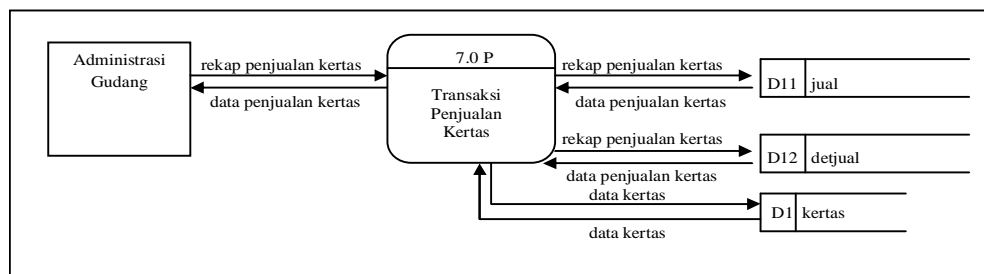 Administrasi
Gudang
rekap penjualan kertas
data penjualan kertas
7.0 P
Transaksi
Penjualan
Kertas
rekap penjualan kertas
data penjualan kertas
D11 jual
rekap penjualan kertas
data penjualan kertas
D12 detjual
data kertas
data kertas
D1 kertas